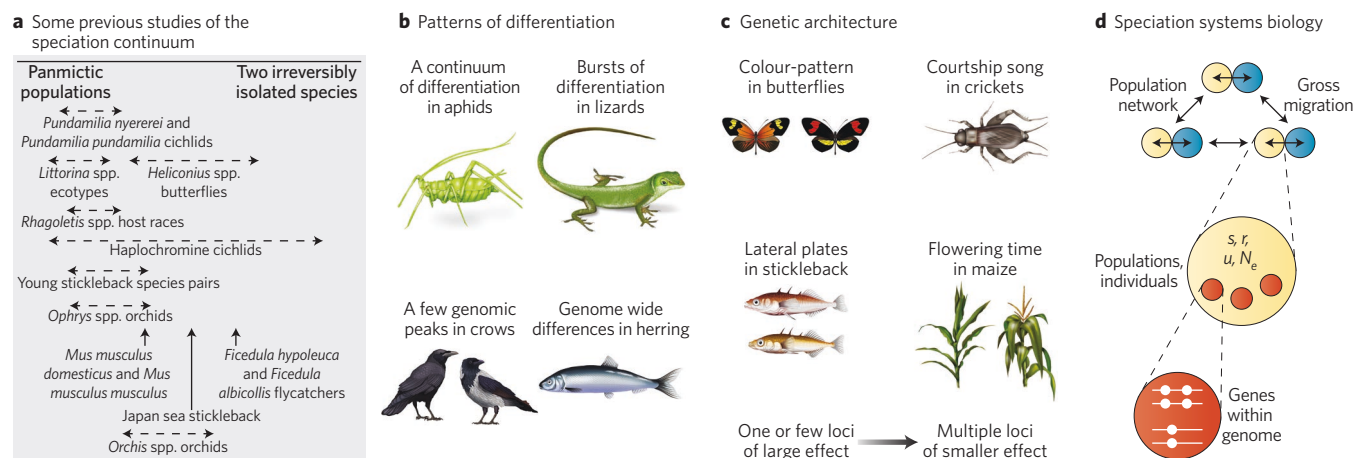 a Some previous studies of the
speciation continuum
Panmictic
populations
Two irreversibly
isolated species
Pundamilia nyererei and
Pundamilia pundamilia cichlids
Littorina spp.
ecotypes
Heliconius spp.
butterflies
Rhagoletis spp. host races
Haplochromine cichlids
Young stickleback species pairs
Ophrys spp. orchids
Mus musculus
domesticus and Mus
musculus musculus
Ficedula hypoleuca
and Ficedula
albicollis flycatchers
Japan sea stickleback
Orchis spp. orchids
b Patterns of differentiation
A continuum
of differentiation
in aphids
Bursts of
differentiation
in lizards
A few genomic
peaks in crows
Genome wide
differences in herring
c Genetic architecture
Colour-pattern
in butterflies
Courtship song
in crickets
Lateral plates
in stickleback
Flowering time
in maize
One or few loci
of large effect
Multiple loci
of smaller effect
d Speciation systems biology
Population
network
Gross
migration
s, r,
u, Ne
Populations,
individuals
Genes
within
genome